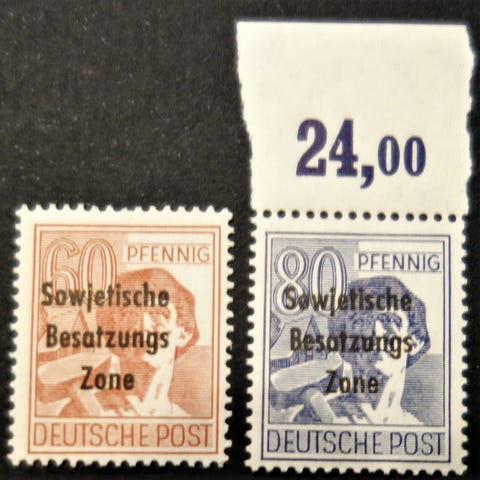 60 PFENNIG
Sowjetische
Besatzungs
Zone
DEUTSCHE POST
24,00
80 PFENNIG
Sowjetische
Besatzungs
Zone
DEUTSCHE POST